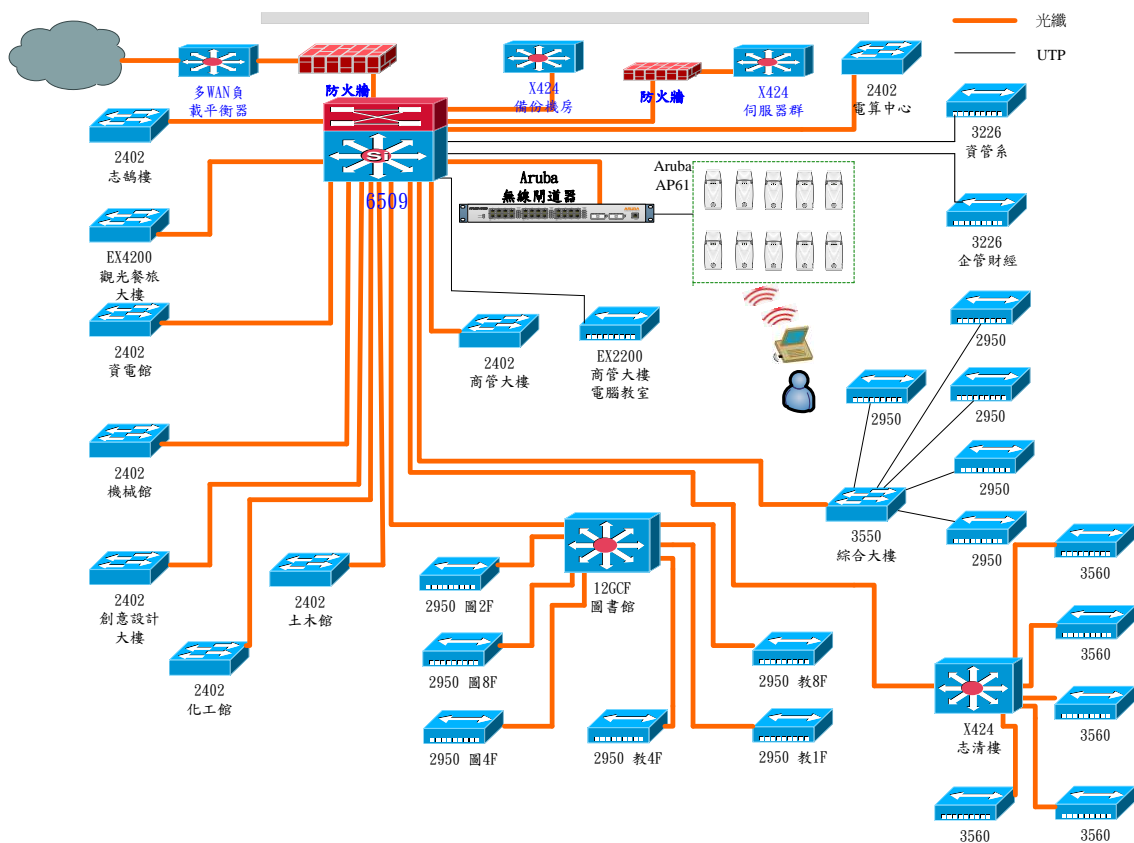 光纖
UTP
多WAN負
載平衡器
防火牆
X424
備份機房
防火牆
X424
伺服器群
2402
電算中心
3226
資管系
2402
志鵠樓
6509
Aruba
無線閘道器
Aruba
AP61
3226
企管財經
EX4200
觀光餐旅
大樓
2402
資電館
2402
商管大樓
EX2200
商管大樓
電腦教室
2950
2950
2950
2950
2950
2402
機械館
3550
綜合大樓
2402
創意設計
大樓
2402
土木館
2402
化工館
12GCF
圖書館
2950 圖2F
2950 圖8F
2950 圖4F
2950 教4F
2950 教8F
2950 教1F
X424
志清樓
3560
3560
3560
3560
3560